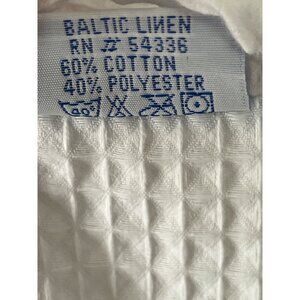 BALTIC LINEN
RN # 54336
60% COTTON
40% POLYESTER